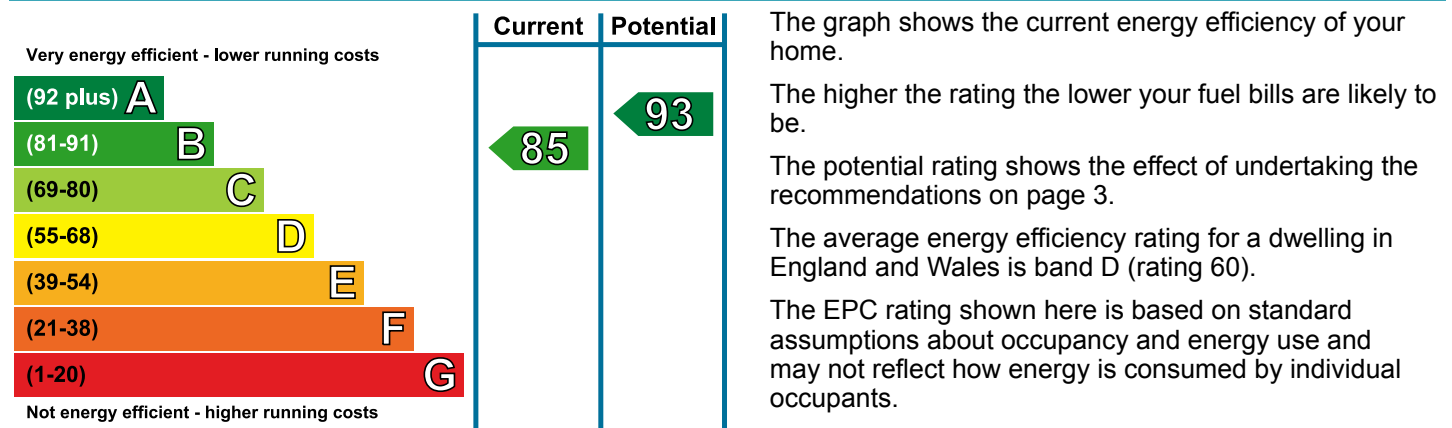 Current Potential
Very energy efficient - lower running costs
(92 plus) A
93
(81-91) B
85
(69-80) C
(55-68) D
(39-54) E
(21-38) F
(1-20) G
Not energy efficient - higher running costs
The graph shows the current energy efficiency of your
home.
The higher the rating the lower your fuel bills are likely to
be.
The potential rating shows the effect of undertaking the
recommendations on page 3.
The average energy efficiency rating for a dwelling in
England and Wales is band D (rating 60).
The EPC rating shown here is based on standard
assumptions about occupancy and energy use and
may not reflect how energy is consumed by individual
occupants.